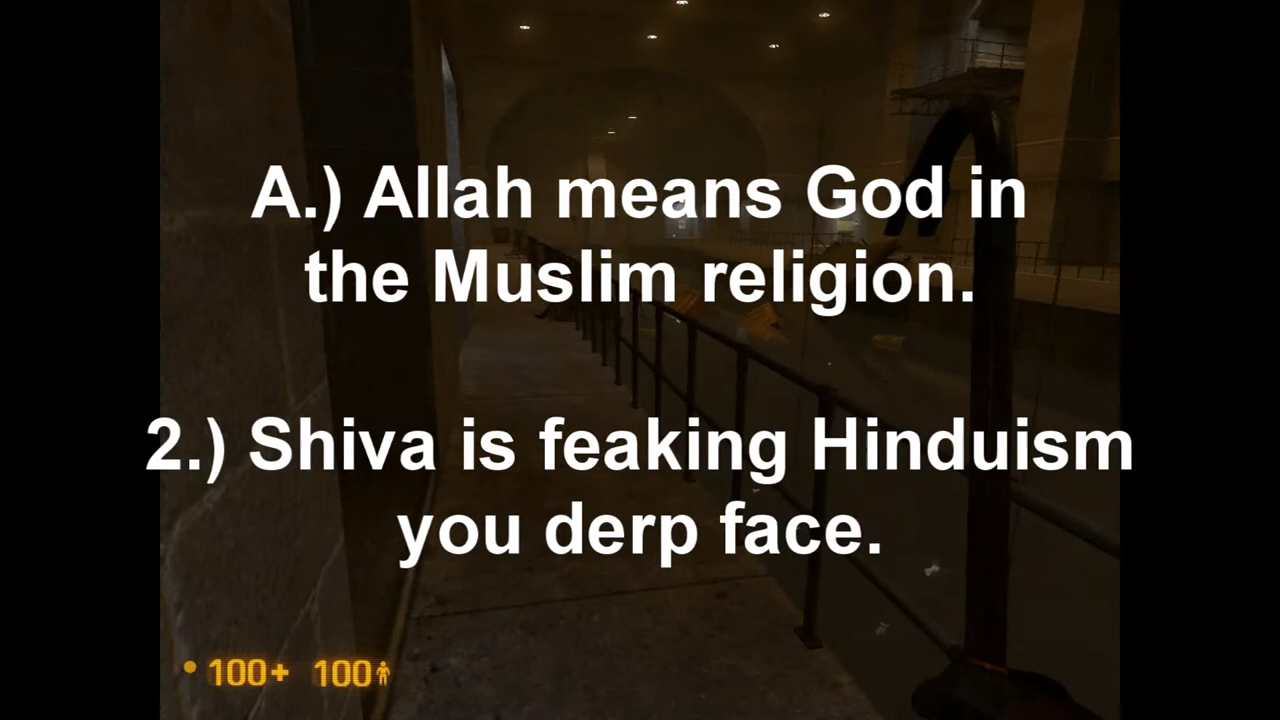 A.) Allah means God in
the Muslim religion.
2.) Shiva is feaking Hinduism
you derp face.
100+ 100